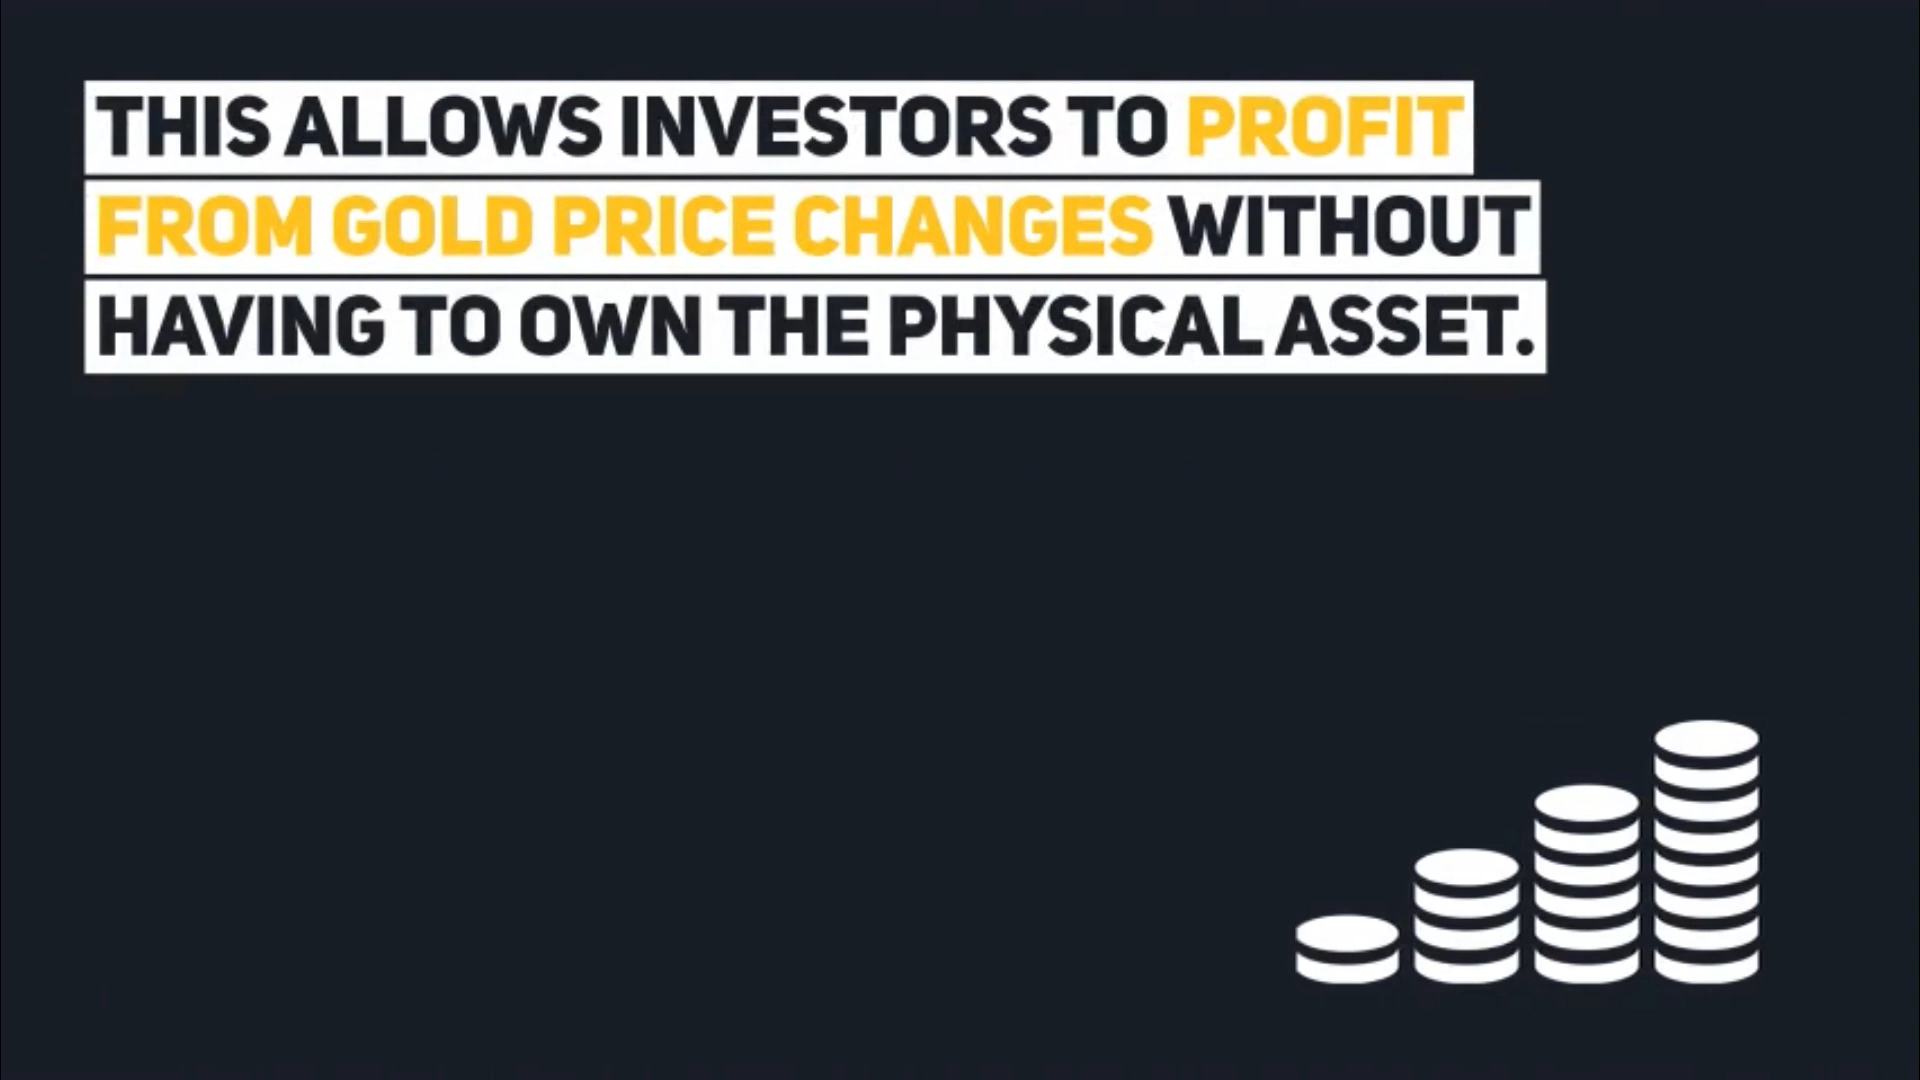 THIS ALLOWS INVESTORS TO PROFIT
FROM GOLD PRICE CHANGES WITHOUT
HAVING TO OWN THE PHYSICAL ASSET.